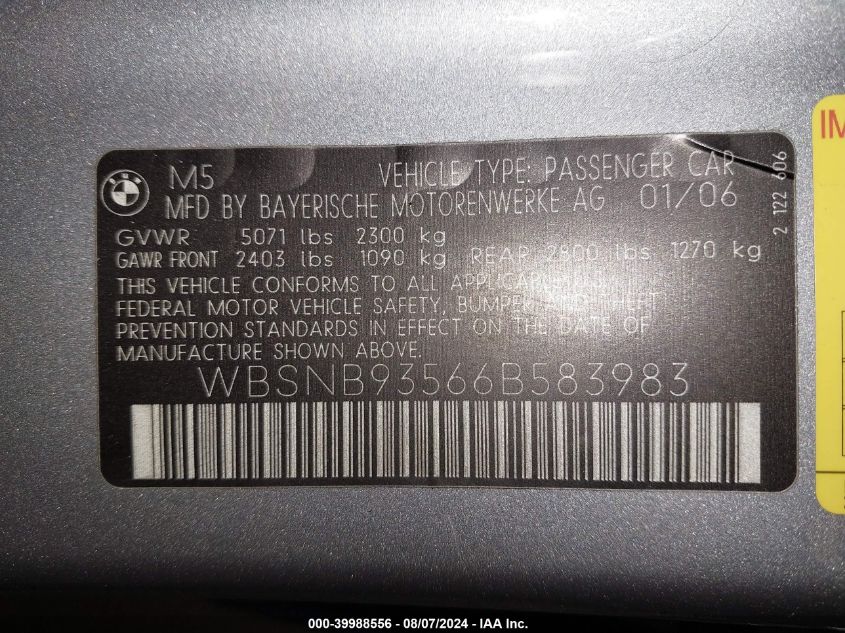 M5 VEHICLE TYPE: PASSENGER CAR
MFD BY BAYERISCHE MOTORENWERKE AG 01/06
GVWR 5071 lbs 2300 kg
GAWR FRONT 2403 lbs 1090 kg REAR 2800 lbs 1270 kg
THIS VEHICLE CONFORMS TO ALL APPLICABLE U.S.
FEDERAL MOTOR VEHICLE SAFETY, BUMPER, AND THEFT
PREVENTION STANDARDS IN EFFECT ON THE DATE OF
MANUFACTURE SHOWN ABOVE.
WBSNB93566B583983
2 122 606
IM
000-39988556 - 08/07/2024 - IAA Inc.